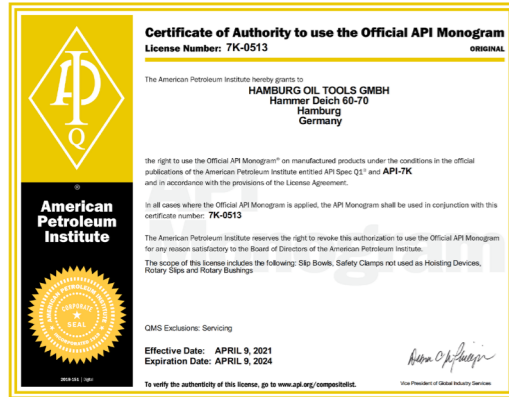 Certificate of Authority to use the Official API Monogram
License Number: 7K-0513
ORIGINAL
The American Petroleum Institute hereby grants to
HAMBURG OIL TOOLS GMBH
Hammer Deich 60-70
Hamburg
Germany
the right to use the Official API Monogram® on manufactured products under the conditions in the official
publications of the American Petroleum Institute entitled API Spec Q1® and API-7K
and in accordance with the provisions of the License Agreement.
In all cases where the Official API Monogram is applied, the API Monogram shall be used in conjunction with this
certificate number: 7K-0513
The American Petroleum Institute reserves the right to revoke this authorization to use the Official API Monogram
for any reason satisfactory to the Board of Directors of the American Petroleum Institute.
The scope of this license includes the following: Slip Bowls, Safety Clamps not used as Hoisting Devices,
Rotary Slips and Rotary Bushings
QMS Exclusions: Servicing
Effective Date: APRIL 9, 2021
Expiration Date: APRIL 9, 2024
To verify the authenticity of this license, go to www.api.org/compositelist.
Vice President of Global Industry Services
API
Q
®
American
Petroleum
Institute
AMERICAN PETROLEUM INSTITUTE
CORPORATE
SEAL
API
Monogram